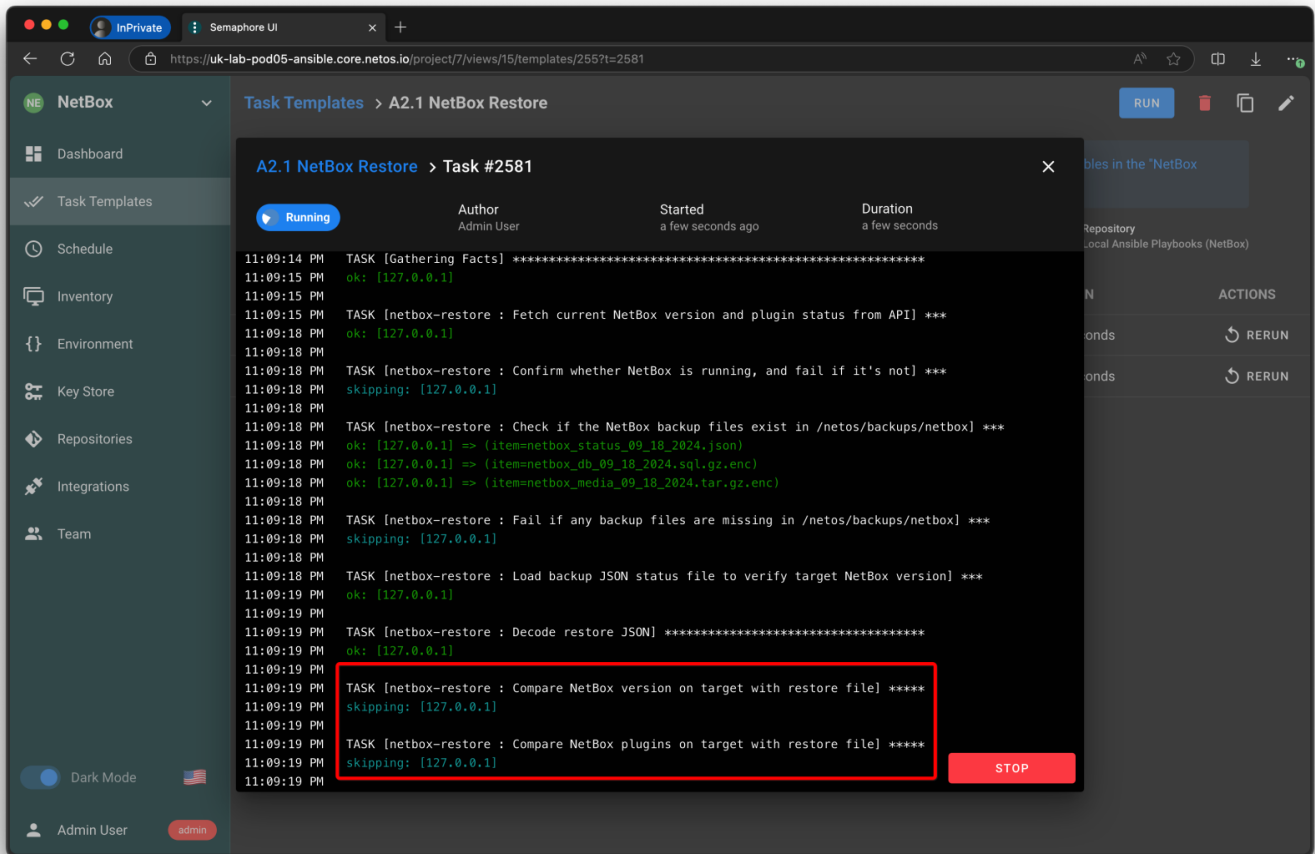 InPrivate
Semaphore UI
https://uk-lab-pod05-ansible.core.netos.io/project/7/views/15/templates/255?t=2581
NE NetBox
Task Templates > A2.1 NetBox Restore
RUN
Dashboard
Task Templates
Schedule
Inventory
Environment
Key Store
Repositories
Integrations
Team
Dark Mode
Admin User admin
bles in the "NetBox
Repository
Local Ansible Playbooks (NetBox)
N ACTIONS
onds RERUN
onds RERUN
A2.1 NetBox Restore > Task #2581
Running
Author
Admin User
Started
a few seconds ago
Duration
a few seconds
11:09:14 PM TASK [Gathering Facts] *********************************************************
11:09:15 PM ok: [127.0.0.1]
11:09:15 PM
11:09:15 PM TASK [netbox-restore : Fetch current NetBox version and plugin status from API] ***
11:09:18 PM ok: [127.0.0.1]
11:09:18 PM
11:09:18 PM TASK [netbox-restore : Confirm whether NetBox is running, and fail if it's not] ***
11:09:18 PM skipping: [127.0.0.1]
11:09:18 PM
11:09:18 PM TASK [netbox-restore : Check if the NetBox backup files exist in /netos/backups/netbox] ***
11:09:18 PM ok: [127.0.0.1] => (item=netbox_status_09_18_2024.json)
11:09:18 PM ok: [127.0.0.1] => (item=netbox_db_09_18_2024.sql.gz.enc)
11:09:18 PM ok: [127.0.0.1] => (item=netbox_media_09_18_2024.tar.gz.enc)
11:09:18 PM
11:09:18 PM TASK [netbox-restore : Fail if any backup files are missing in /netos/backups/netbox] ***
11:09:18 PM skipping: [127.0.0.1]
11:09:18 PM
11:09:18 PM TASK [netbox-restore : Load backup JSON status file to verify target NetBox version] ***
11:09:19 PM ok: [127.0.0.1]
11:09:19 PM
11:09:19 PM TASK [netbox-restore : Decode restore JSON] ************************************
11:09:19 PM ok: [127.0.0.1]
11:09:19 PM
11:09:19 PM TASK [netbox-restore : Compare NetBox version on target with restore file] *****
11:09:19 PM skipping: [127.0.0.1]
11:09:19 PM
11:09:19 PM TASK [netbox-restore : Compare NetBox plugins on target with restore file] *****
11:09:19 PM skipping: [127.0.0.1]
11:09:19 PM
STOP